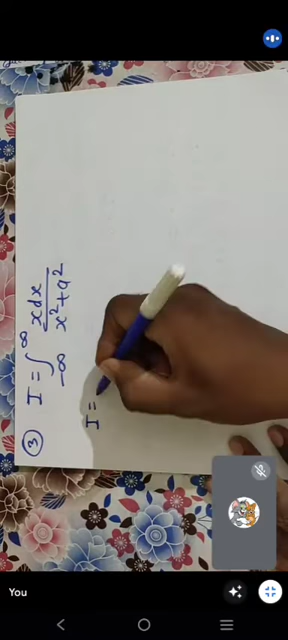 ③ I = ∫_{-∞}^{∞} x dx / x² + a²
I =
You